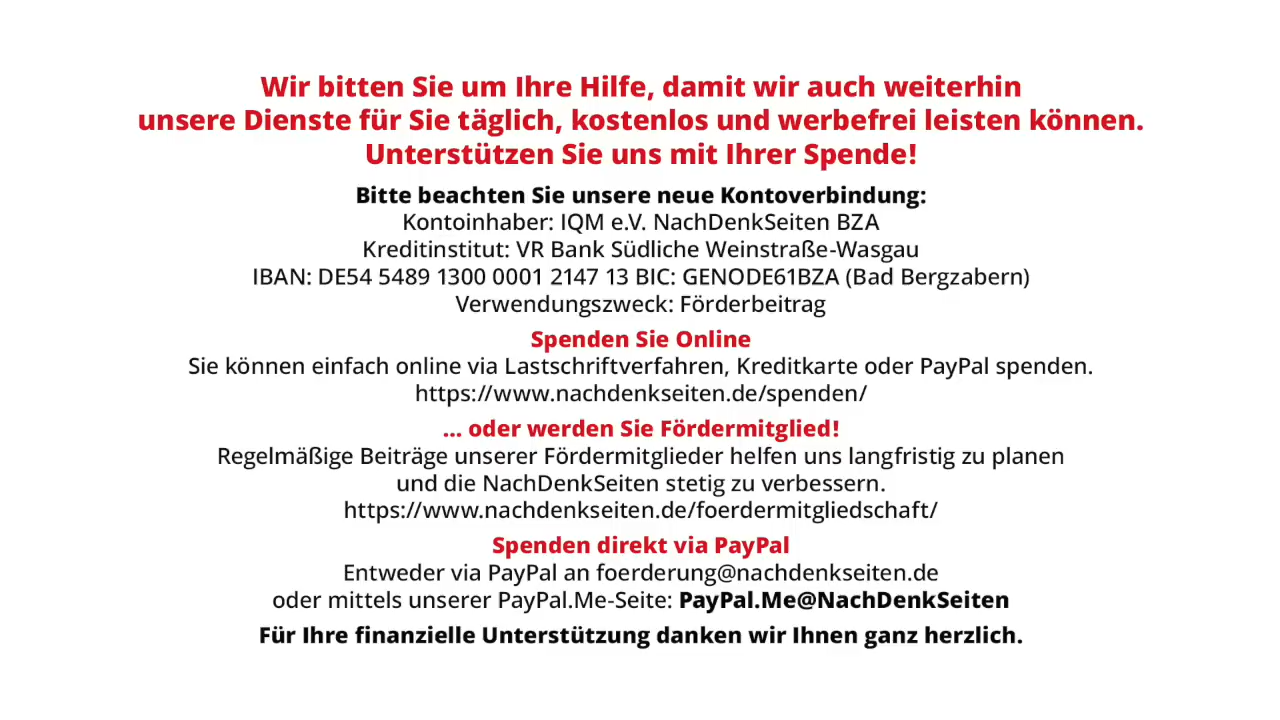 Wir bitten Sie um Ihre Hilfe, damit wir auch weiterhin
unsere Dienste für Sie täglich, kostenlos und werbefrei leisten können.
Unterstützen Sie uns mit Ihrer Spende!
Bitte beachten Sie unsere neue Kontoverbindung:
Kontoinhaber: IQM e.V. NachDenkSeiten BZA
Kreditinstitut: VR Bank Südliche Weinstraße-Wasgau
IBAN: DE54 5489 1300 0001 2147 13 BIC: GENODE61BZA (Bad Bergzabern)
Verwendungszweck: Förderbeitrag
Spenden Sie Online
Sie können einfach online via Lastschriftverfahren, Kreditkarte oder PayPal spenden.
https://www.nachdenkseiten.de/spenden/
... oder werden Sie Fördermitglied!
Regelmäßige Beiträge unserer Fördermitglieder helfen uns langfristig zu planen
und die NachDenkSeiten stetig zu verbessern.
https://www.nachdenkseiten.de/foerdermitgliedschaft/
Spenden direkt via PayPal
Entweder via PayPal an foerderung@nachdenkseiten.de
oder mittels unserer PayPal.Me-Seite: PayPal.Me@NachDenkSeiten
Für Ihre finanzielle Unterstützung danken wir Ihnen ganz herzlich.